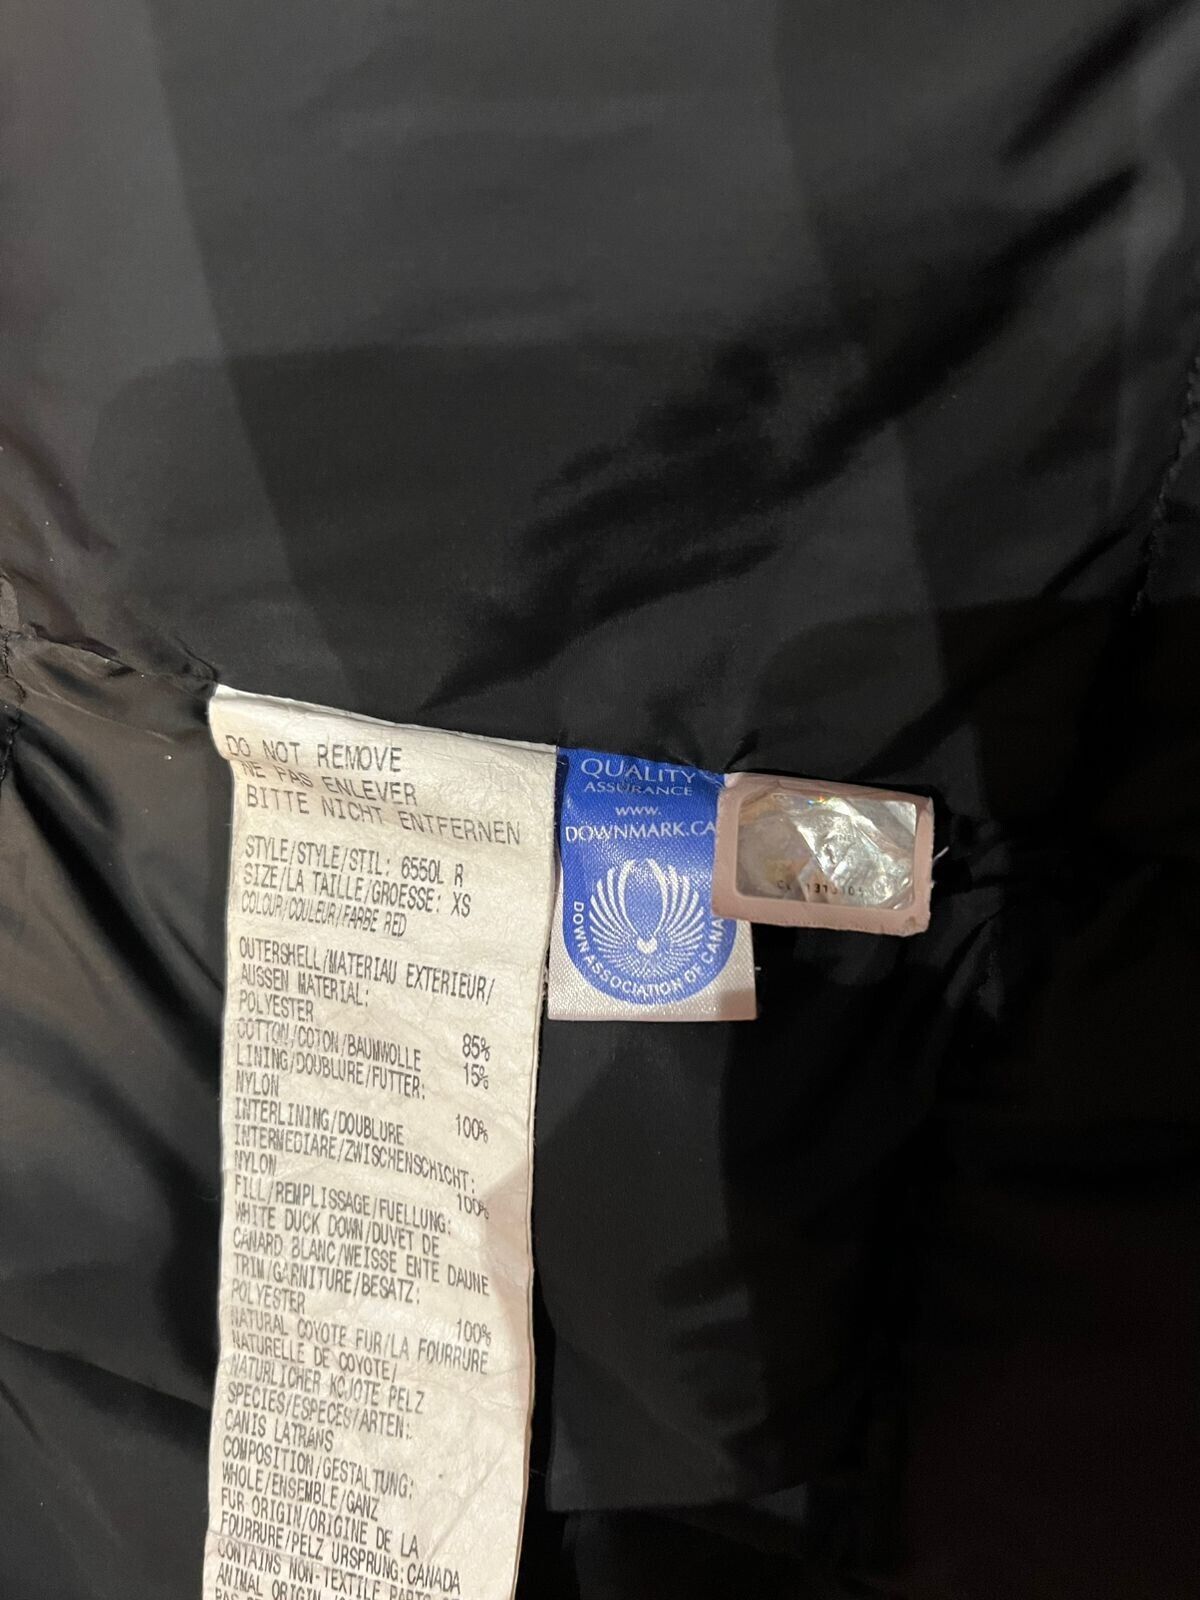 DO NOT REMOVE
NE PAS ENLEVER
BITTE NICHT ENTFERNEN
STYLE/STYLE/STIL: 6550L R
SIZE/LA TAILLE/GROESSE: XS
COLOUR/COULEUR/FARBE RED
OUTERSHELL/MATERIAU EXTERIEUR/
AUSSEN MATERIAL:
POLYESTER 85%
COTTON/COTON/BAUMWOLLE 15%
LINING/DOUBLURE/FUTTER:
NYLON 100%
INTERLINING/DOUBLURE
INTERMEDIARE/ZWISCHENSCHICHT:
NYLON 100%
FILL/REMPLISSAGE/FUELLUNG:
WHITE DUCK DOWN/DUVET DE
CANARD BLANC/WEISSE ENTE DAUNE
TRIM/GARNITURE/BESATZ:
POLYESTER 100%
NATURAL COYOTE FUR/LA FOURRURE
NATURELLE DE COYOTE/
NATURLICHER KOJOTE PELZ
SPECIES/ESPECES/ARTEN:
CANIS LATRANS
COMPOSITION/GESTALTUNG:
WHOLE/ENSEMBLE/GANZ
FUR ORIGIN/ORIGINE DE LA
FOURRURE/PELZ URSPRUNG:CANADA
CONTAINS NON-TEXTILE PARTS OF
ANIMAL ORIGIN
QUALITY
ASSURANCE
www.
DOWNMARK.CA
DOWN ASSOCIATION OF CANA